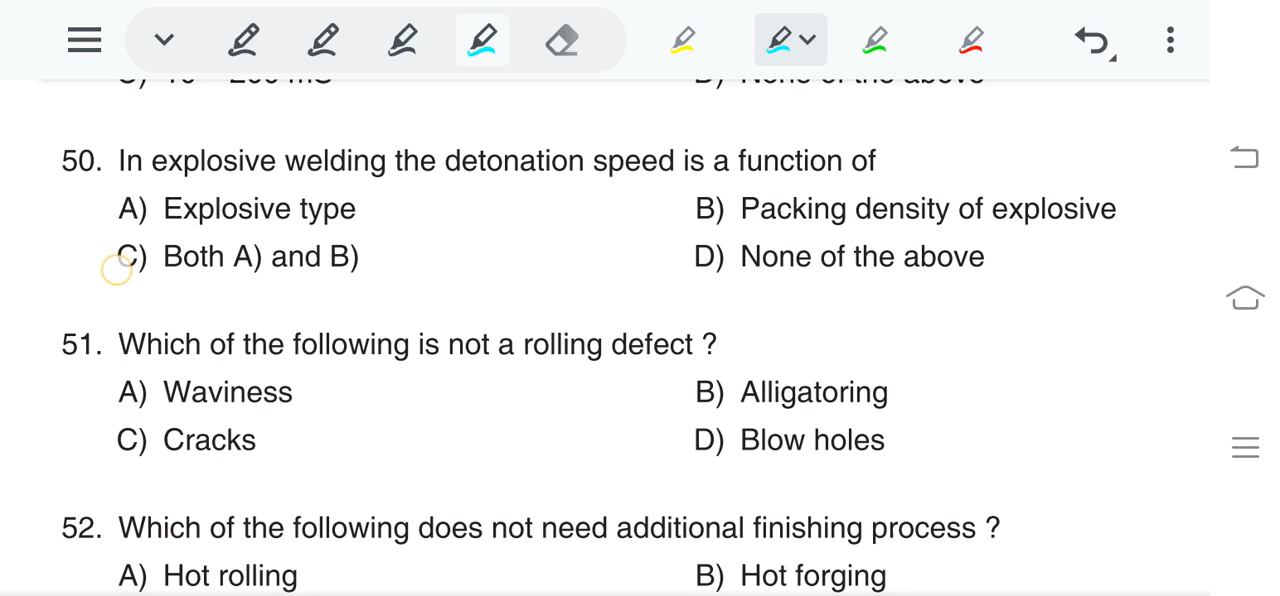 50. In explosive welding the detonation speed is a function of
A) Explosive type B) Packing density of explosive
C) Both A) and B) D) None of the above
51. Which of the following is not a rolling defect ?
A) Waviness B) Alligatoring
C) Cracks D) Blow holes
52. Which of the following does not need additional finishing process ?
A) Hot rolling B) Hot forging